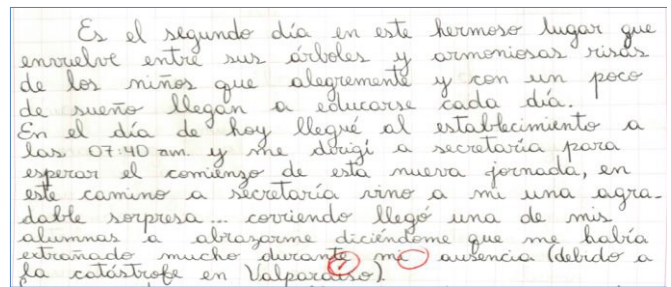 Es el segundo día en este hermoso lugar que
envuelve entre sus árboles y armoniosas risas
de los niños que alegremente y con un poco
de sueño llegan a educarse cada día.
En el día de hoy llegué al establecimiento a
las 07:40 am. y me dirigí a secretaría para
esperar el comienzo de esta nueva jornada, en
este camino a secretaría vino a mi una agra-
dable sorpresa... corriendo llegó una de mis
alumnas a abrazarme diciéndome que me había
extrañado mucho durante mi ausencia (debido a
la catástrofe en Valparaíso).